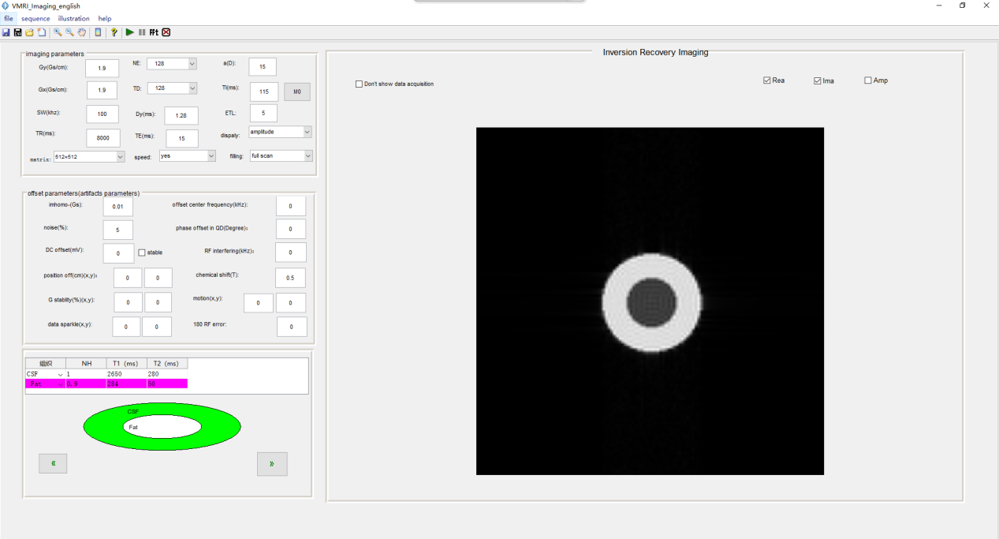 VMRI_Imaging_english
file sequence illustration help
Fft
imaging parameters
Gy(Gs/cm): 1.9 NE: 128 a(D): 15
Gx(Gs/cm): 1.9 TD: 128 TI(ms): 115 M0
SW(khz): 100 Dy(ms): 1.28 ETL: 5
TR(ms): 8000 TE(ms): 15 dispaly: amplitude
matrix: 512×512 speed: yes filling: full scan
offset parameters(artifacts parameters)
imhomo-(Gs): 0.01 offset center frequency(kHz): 0
noise(%): 5 phase offset in QD(Degree): 0
DC offset(mV): 0 stable RF interfering(kHz): 0
position off(cm)(x,y): 0 0 chemical shift(T): 0.5
G stablity(%)(x,y): 0 0 motion(x,y): 0 0
data sparkle(x,y): 0 0 180 RF error: 0
组织 NH T1 (ms) T2 (ms)
CSF 1 2650 280
Fat 0.9 284 50
CSF
Fat
« »
Inversion Recovery Imaging
Don't show data acquisition Rea Ima Amp